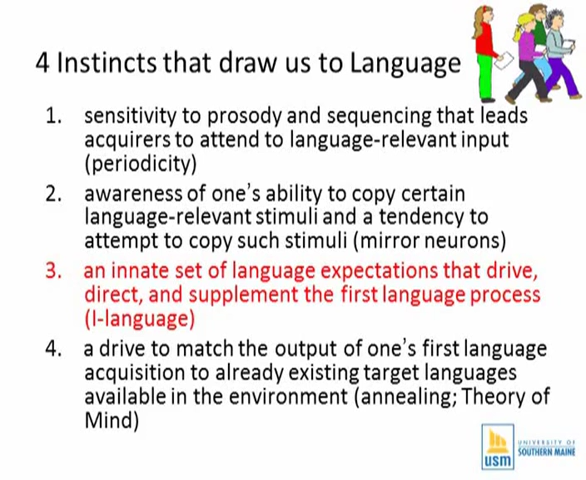 4 Instincts that draw us to Language
1. sensitivity to prosody and sequencing that leads
acquirers to attend to language-relevant input
(periodicity)
2. awareness of one's ability to copy certain
language-relevant stimuli and a tendency to
attempt to copy such stimuli (mirror neurons)
3. an innate set of language expectations that drive,
direct, and supplement the first language process
(I-language)
4. a drive to match the output of one's first language
acquisition to already existing target languages
available in the environment (annealing; Theory of
Mind)
UNIVERSITY OF
SOUTHERN MAINE
usm